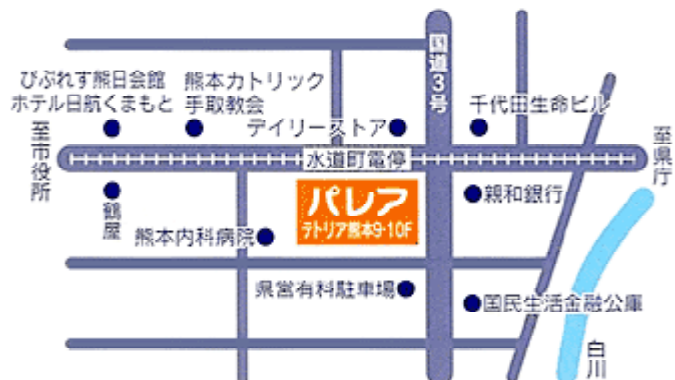 国道3号
びぷれす熊日会館
ホテル日航くまもと
熊本カトリック
手取教会
デイリーストア
千代田生命ビル
至市役所
水道町電停
至県庁
鶴屋
パレア
テトリア熊本9・10F
親和銀行
熊本内科病院
県営有料駐車場
国民生活金融公庫
白川